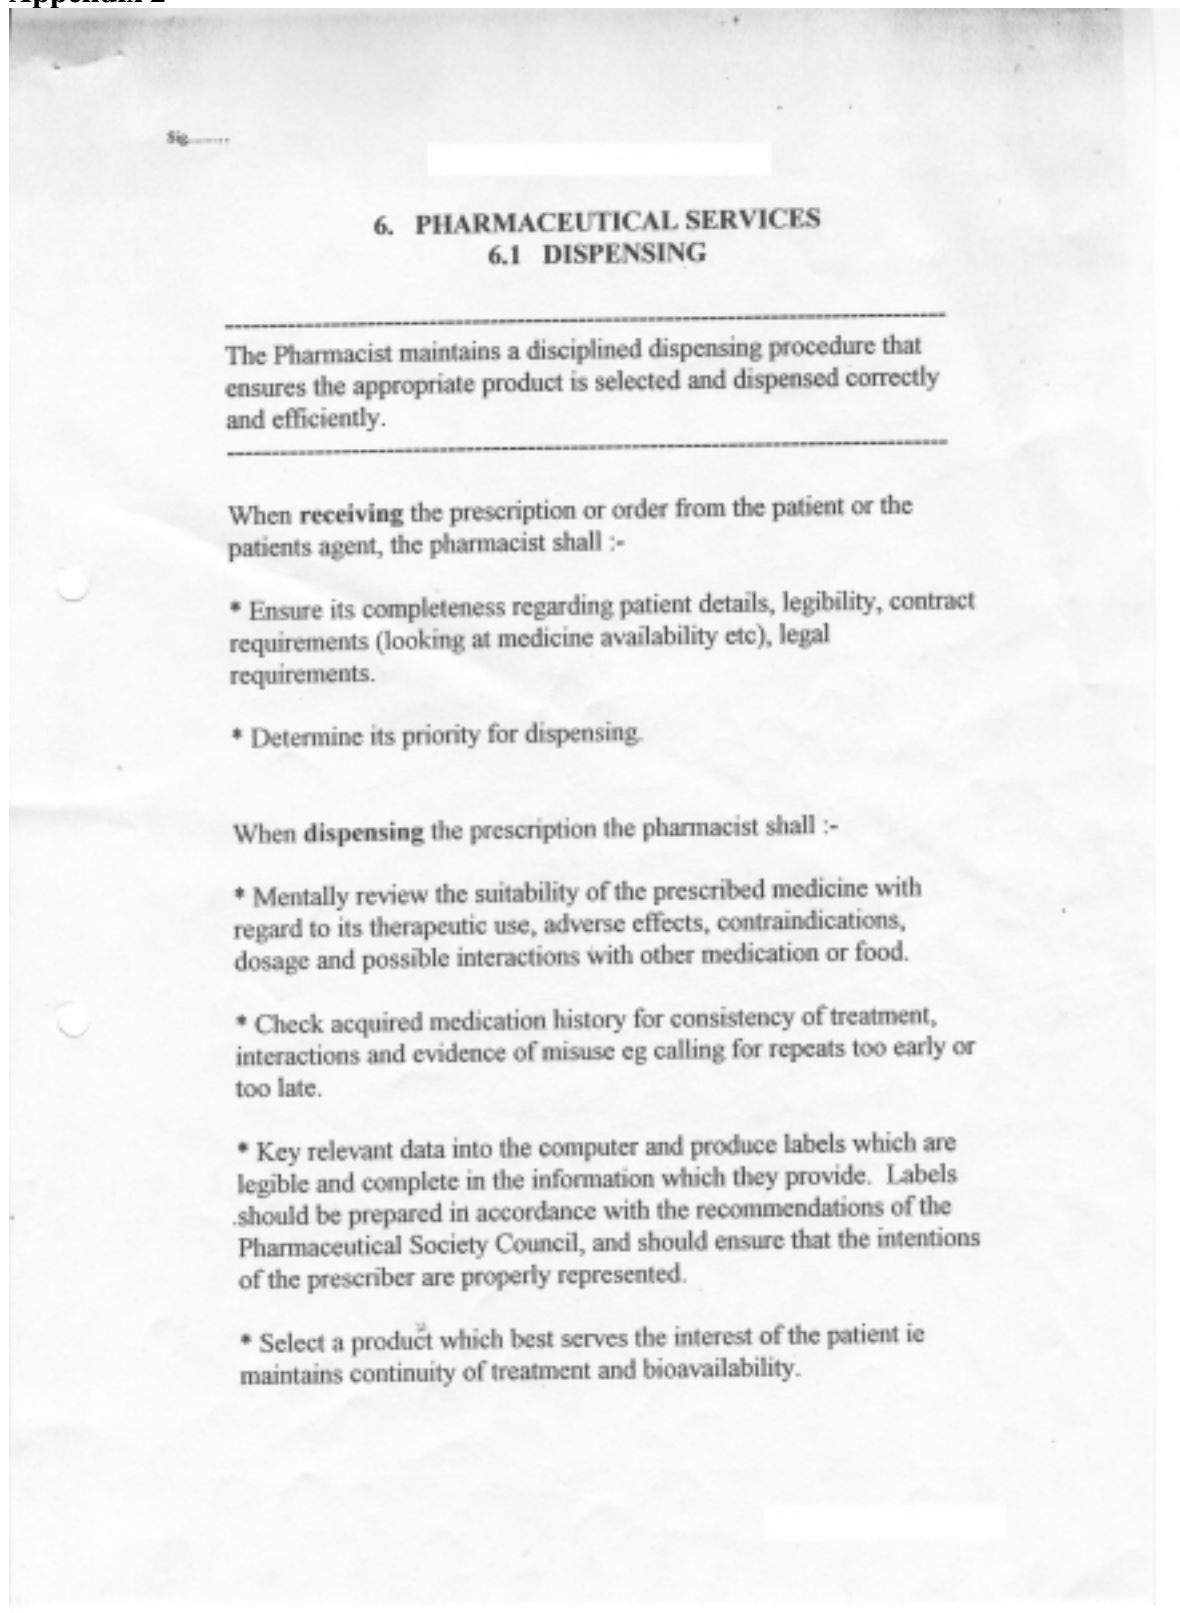 Appendix 2
Sig.......
6. PHARMACEUTICAL SERVICES
6.1 DISPENSING
The Pharmacist maintains a disciplined dispensing procedure that
ensures the appropriate product is selected and dispensed correctly
and efficiently.
When receiving the prescription or order from the patient or the
patients agent, the pharmacist shall :-
* Ensure its completeness regarding patient details, legibility, contract
requirements (looking at medicine availability etc), legal
requirements.
* Determine its priority for dispensing.
When dispensing the prescription the pharmacist shall :-
* Mentally review the suitability of the prescribed medicine with
regard to its therapeutic use, adverse effects, contraindications,
dosage and possible interactions with other medication or food.
* Check acquired medication history for consistency of treatment,
interactions and evidence of misuse eg calling for repeats too early or
too late.
* Key relevant data into the computer and produce labels which are
legible and complete in the information which they provide. Labels
should be prepared in accordance with the recommendations of the
Pharmaceutical Society Council, and should ensure that the intentions
of the prescriber are properly represented.
* Select a product which best serves the interest of the patient ie
maintains continuity of treatment and bioavailability.